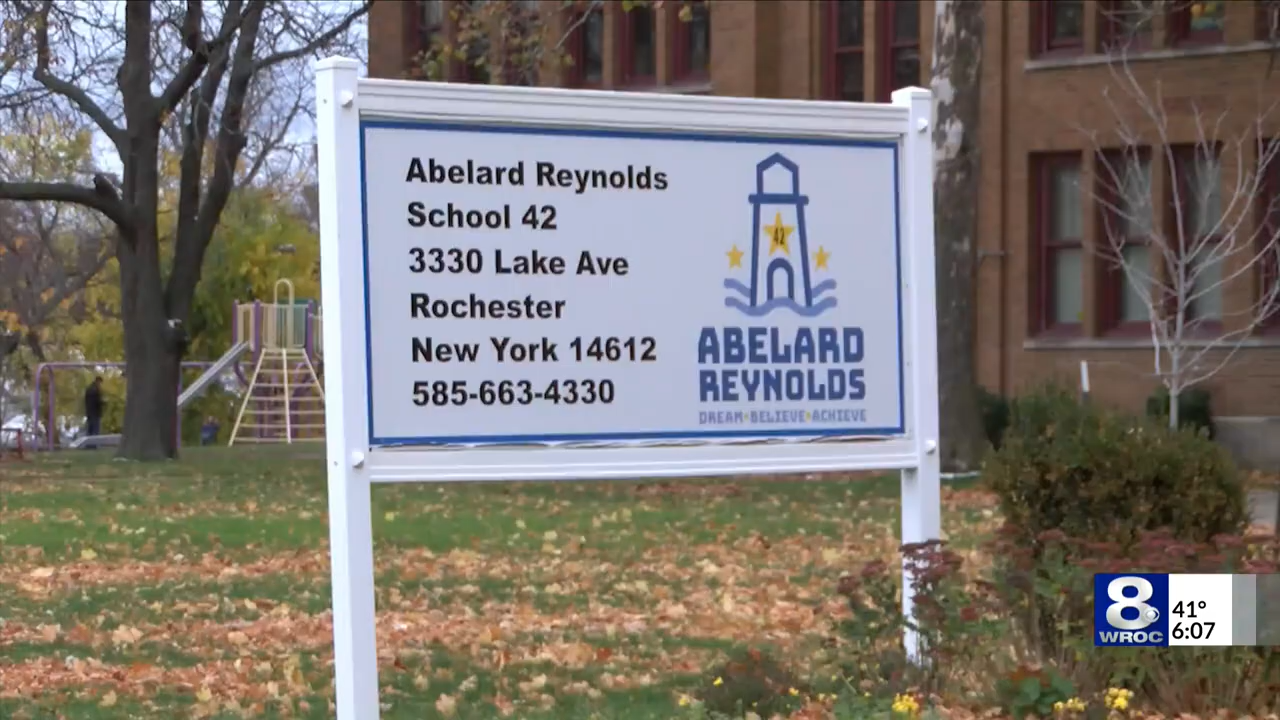 Abelard Reynolds
School 42
3330 Lake Ave
Rochester
New York 14612
585-663-4330
42
ABELARD
REYNOLDS
DREAM★BELIEVE★ACHIEVE
8
WROC
41°
6:07